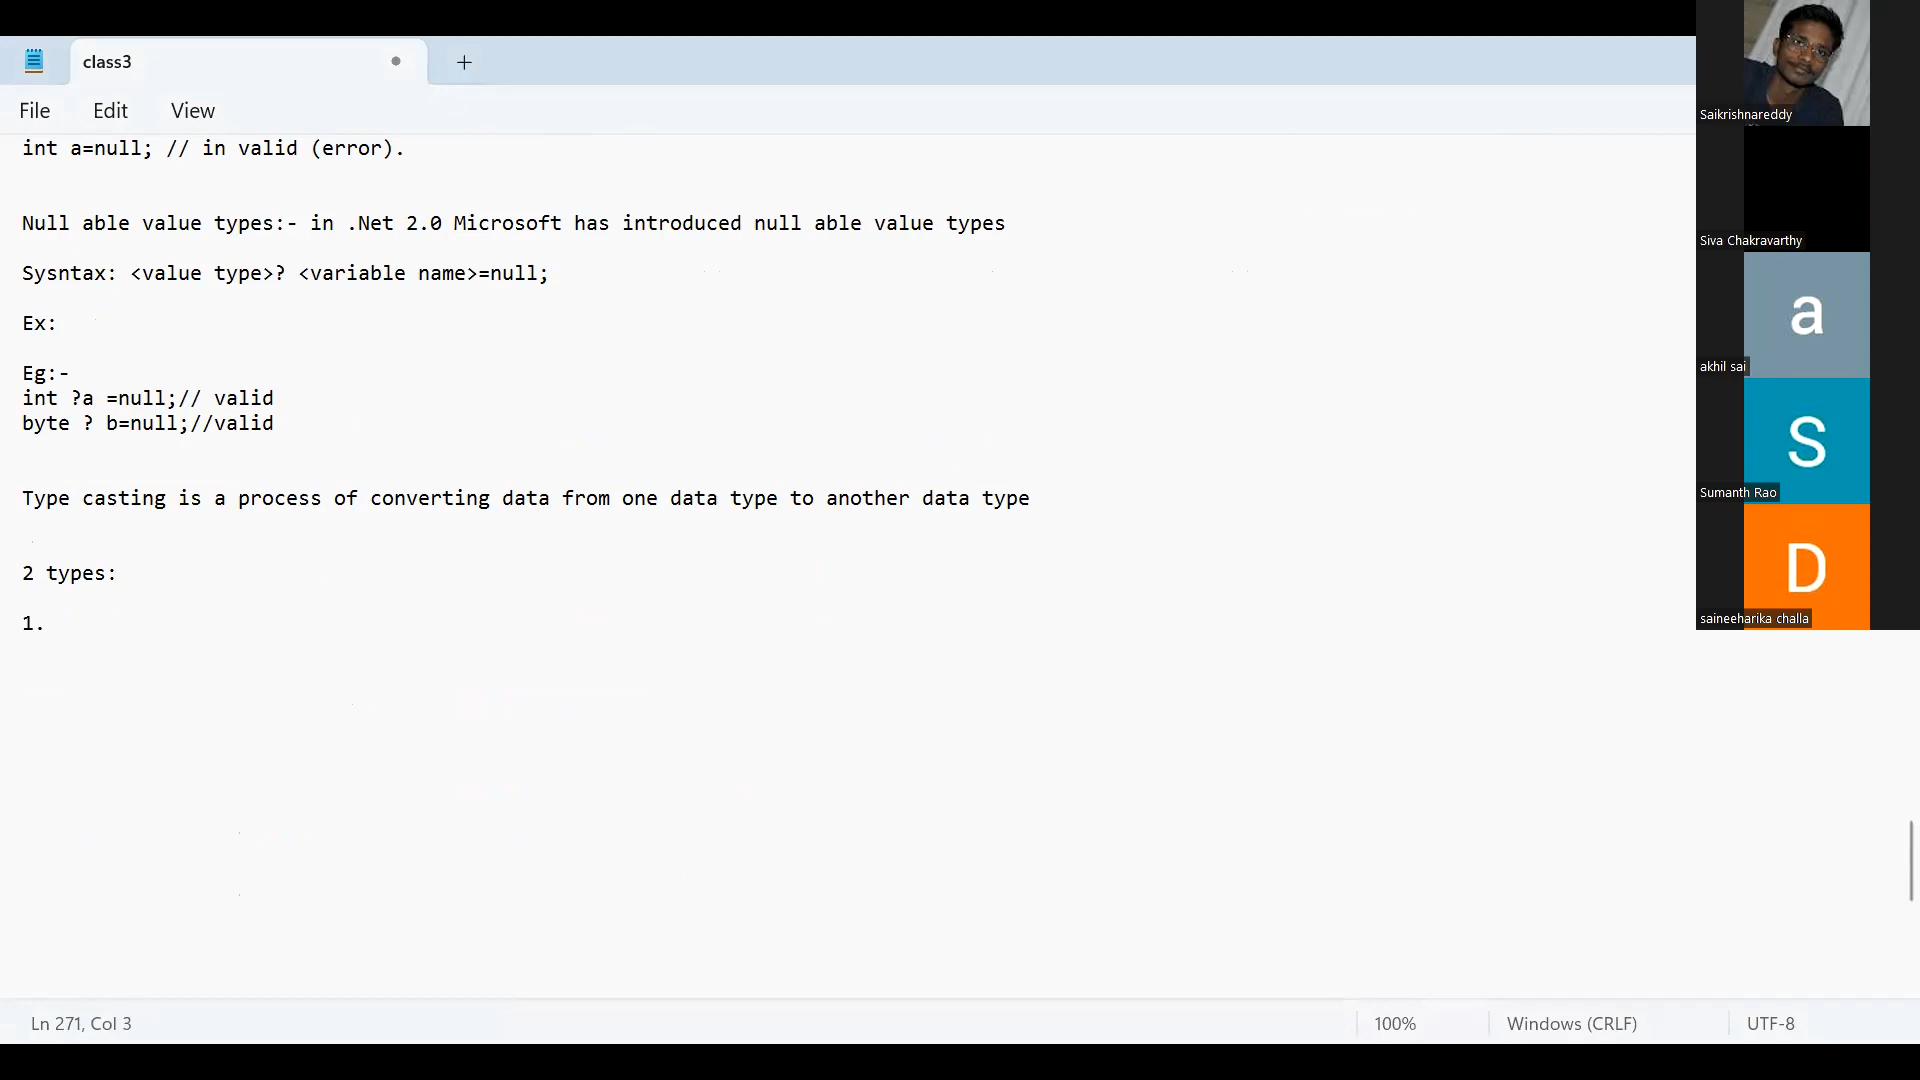 class3
File Edit View
int a=null; // in valid (error).
Null able value types:- in .Net 2.0 Microsoft has introduced null able value types
Sysntax: <value type>? <variable name>=null;
Ex:
Eg:-
int ?a =null;// valid
byte ? b=null;//valid
Type casting is a process of converting data from one data type to another data type
2 types:
1.
Ln 271, Col 3
100%
Windows (CRLF)
UTF-8
Saikrishnareddy
Siva Chakravarthy
a
akhil sai
S
Sumanth Rao
D
saineeharika challa